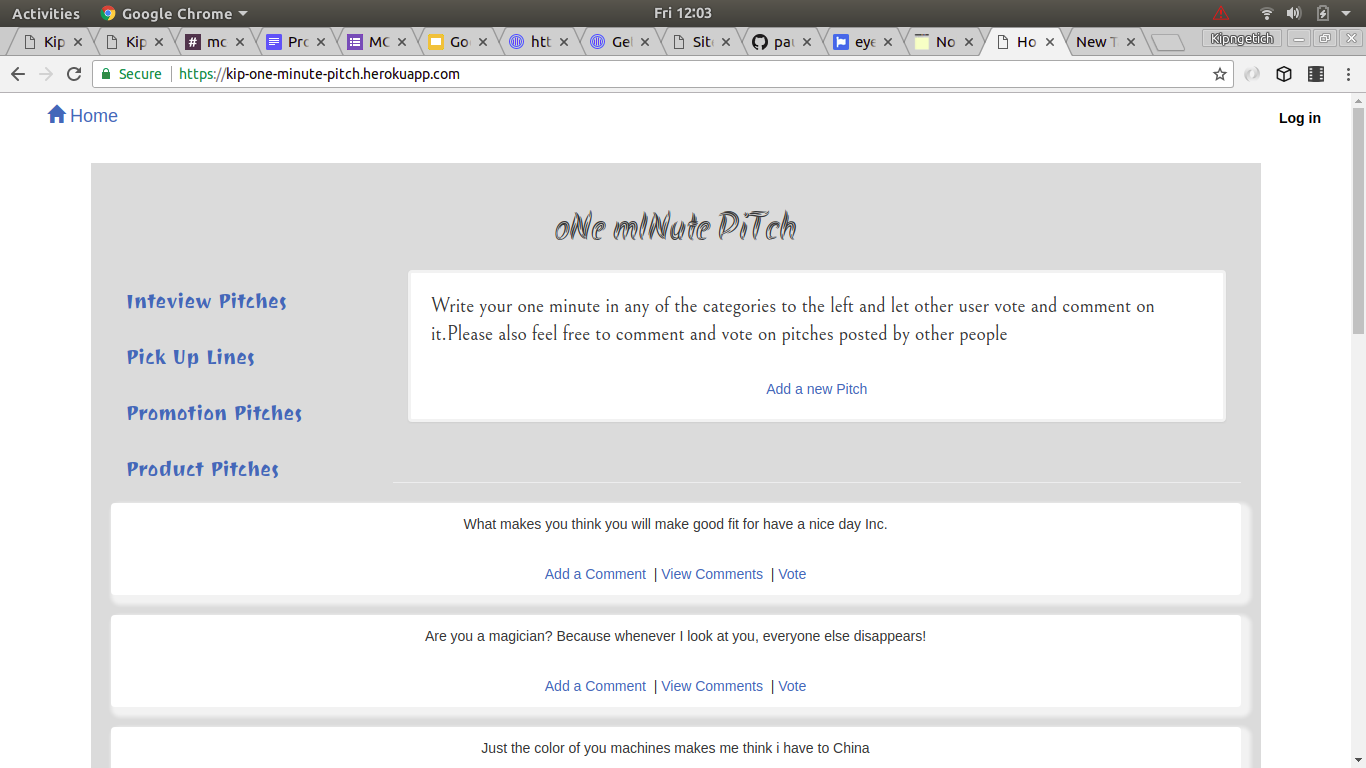 Activities Google Chrome Fri 12:03
Kip Kip mc Pro MC Go htt Gel Site pau eye No Ho New T Kipngetich
Secure https://kip-one-minute-pitch.herokuapp.com
Home Log in
oNe mINute PiTch
Inteview Pitches
Pick Up Lines
Promotion Pitches
Product Pitches
Write your one minute in any of the categories to the left and let other user vote and comment on
it.Please also feel free to comment and vote on pitches posted by other people
Add a new Pitch
What makes you think you will make good fit for have a nice day Inc.
Add a Comment | View Comments | Vote
Are you a magician? Because whenever I look at you, everyone else disappears!
Add a Comment | View Comments | Vote
Just the color of you machines makes me think i have to China